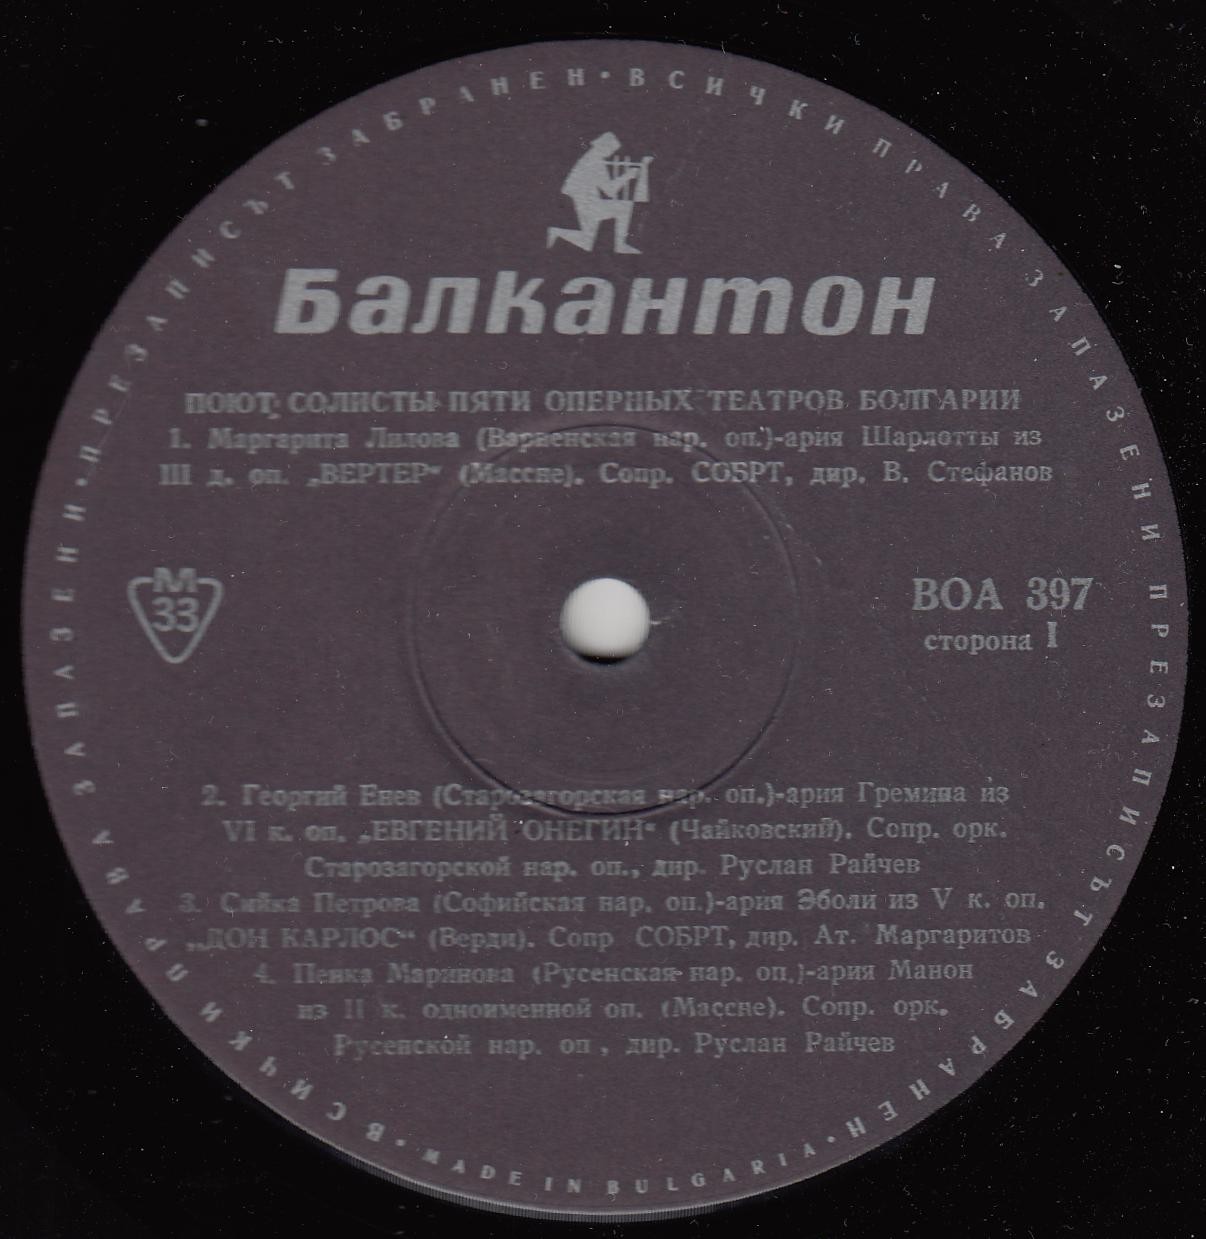 ВСИЧКИ ПРАВА ЗАПАЗЕНИ ПРЕЗАПИСЪТ ЗАБРАНЕН •
MADE IN BULGARIA
• ВСИЧКИ ПРАВА ЗАПАЗЕНИ • ПРЕЗАПИСЪТ ЗАБРАНЕН •
Балкантон
ПОЮТ СОЛИСТЫ ПЯТИ ОПЕРНЫХ ТЕАТРОВ БОЛГАРИИ
1. Маргарита Лилова (Варненская нар. оп.)-ария Шарлотты из
III д. оп. „ВЕРТЕР“ (Массне). Сопр. СОБРТ, дир. В. Стефанов
М
33
ВОА 397
сторона I
2. Георгий Енев (Старозагорская нар. оп.)-ария Гремина из
VI к. оп. „ЕВГЕНИЙ ОНЕГИН“ (Чайковский). Сопр. орк.
Старозагорской нар. оп., дир. Руслан Райчев
3. Сийка Петрова (Софийская нар. оп.)-ария Эболи из V к. оп.
„ДОН КАРЛОС“ (Верди). Сопр СОБРТ, дир. Ат. Маргаритов
4. Пенка Маринова (Русенская нар. оп.)-ария Манон
из II к. одноименной оп. (Массне). Сопр. орк.
Русенской нар. оп , дир. Руслан Райчев